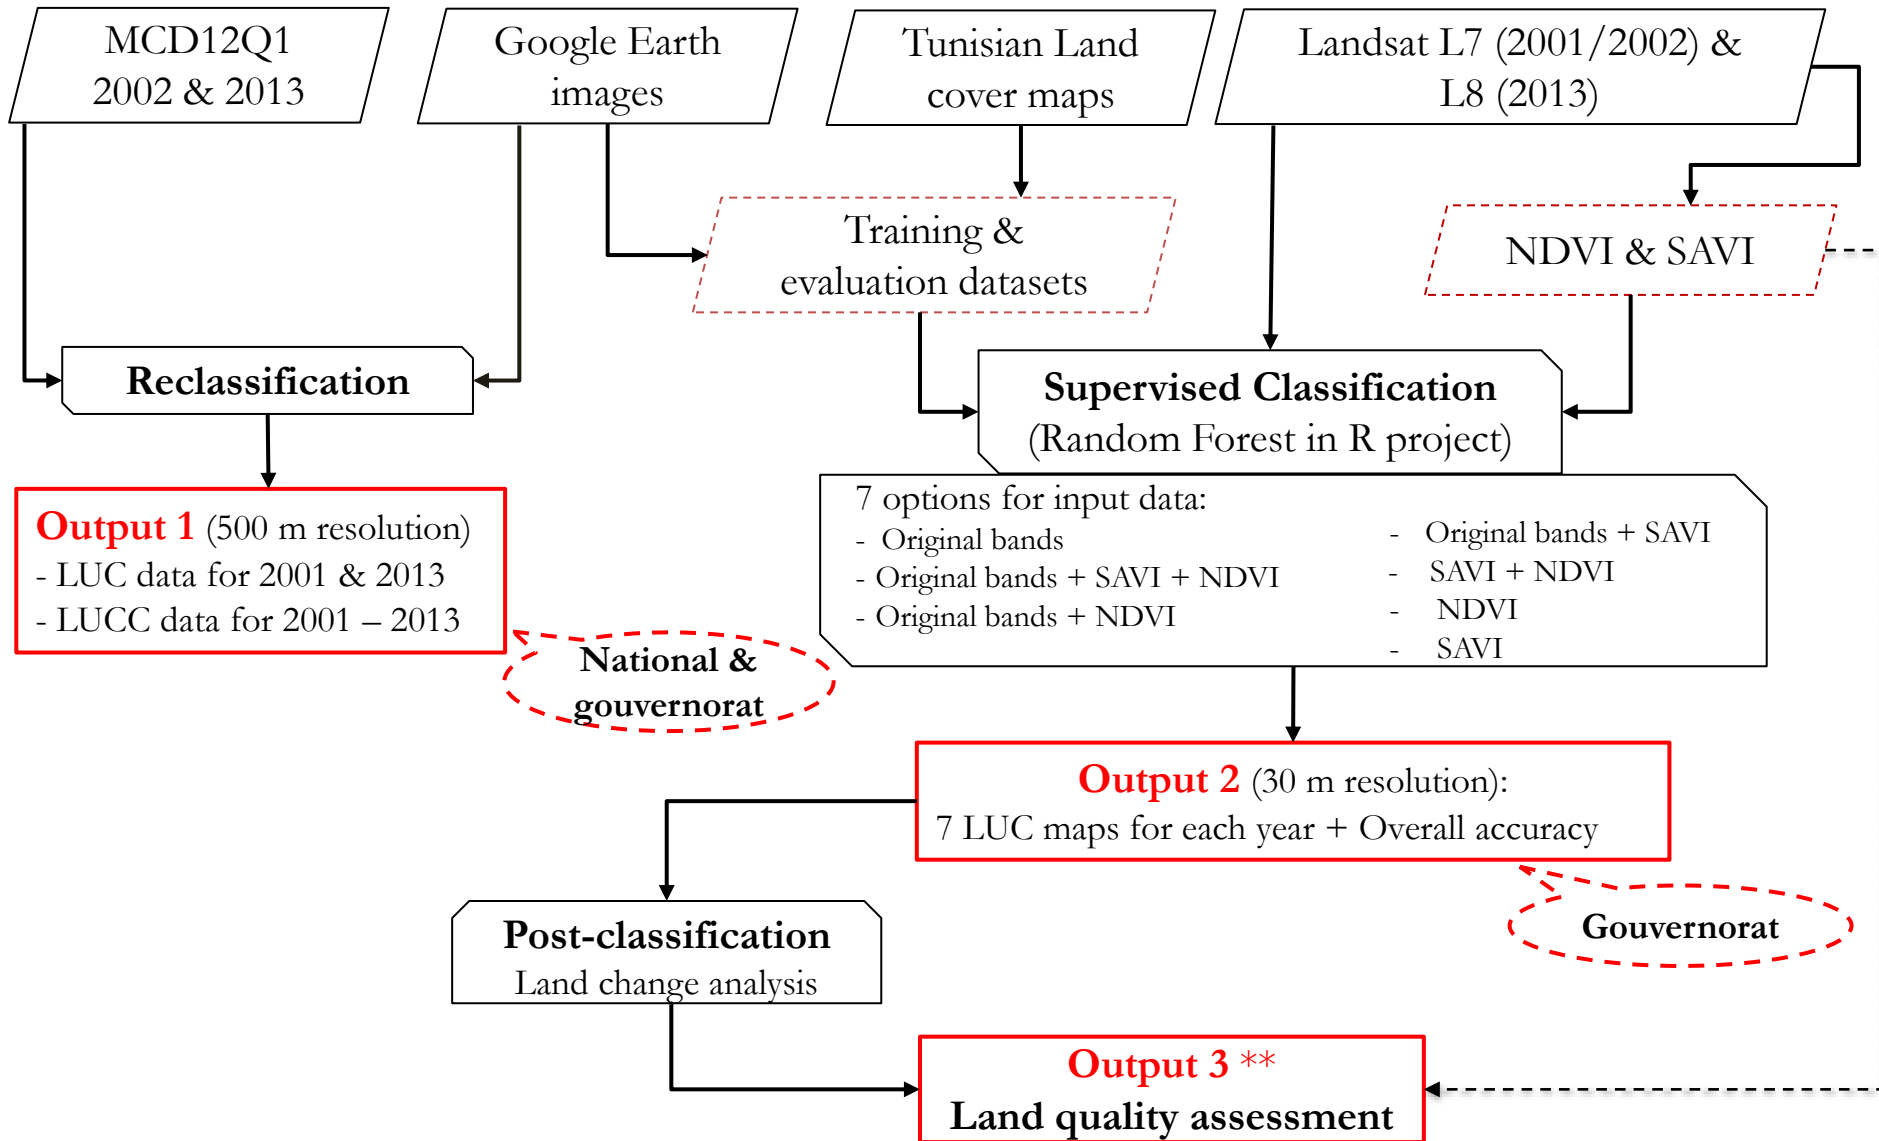 MCD12Q1
2002 & 2013
Google Earth
images
Tunisian Land
cover maps
Landsat L7 (2001/2002) &
L8 (2013)
Training &
evaluation datasets
NDVI & SAVI
Reclassification
Supervised Classification
(Random Forest in R project)
Output 1 (500 m resolution)
- LUC data for 2001 & 2013
- LUCC data for 2001 – 2013
National &
gouvernorat
7 options for input data:
- Original bands
- Original bands + SAVI + NDVI
- Original bands + NDVI
- Original bands + SAVI
- SAVI + NDVI
- NDVI
- SAVI
Output 2 (30 m resolution):
7 LUC maps for each year + Overall accuracy
Gouvernorat
Post-classification
Land change analysis
Output 3 **
Land quality assessment